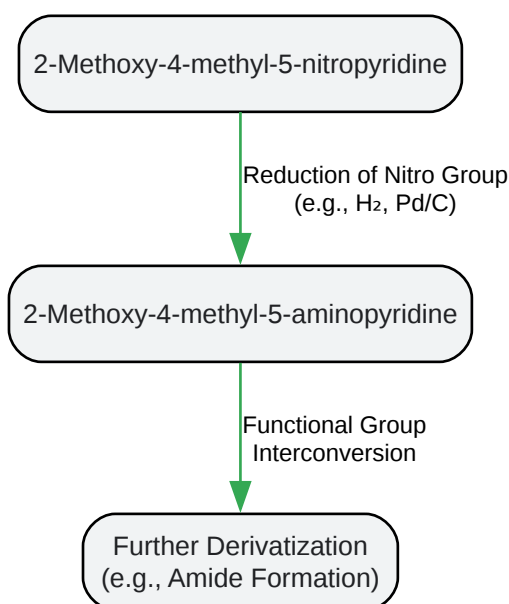 2-Methoxy-4-methyl-5-nitropyridine
Reduction of Nitro Group
(e.g., H₂, Pd/C)
2-Methoxy-4-methyl-5-aminopyridine
Functional Group
Interconversion
Further Derivatization
(e.g., Amide Formation)